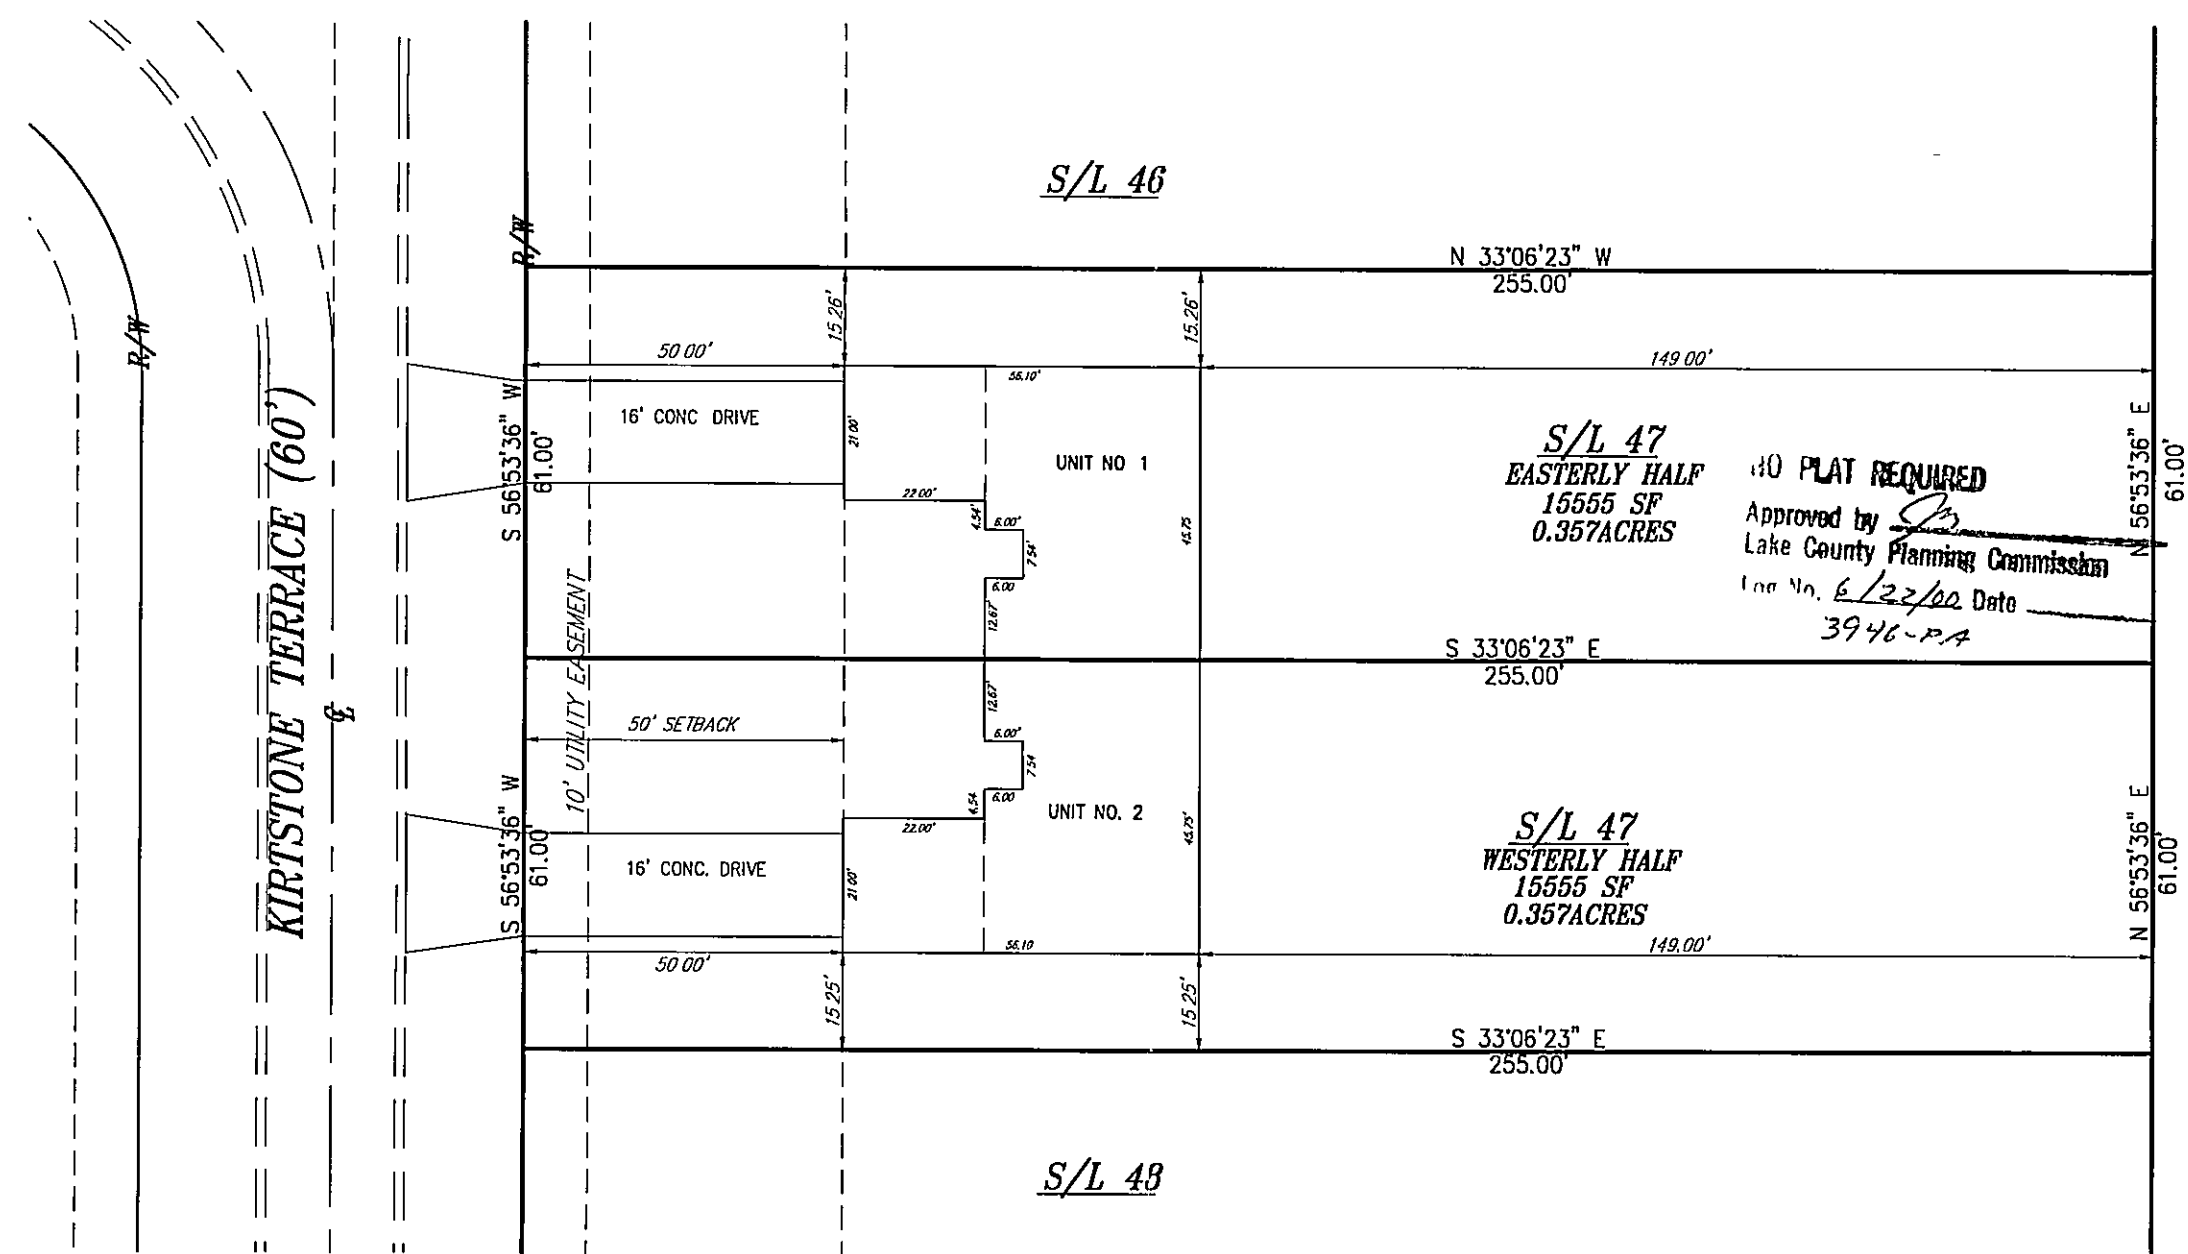 S/L 46
R/W
N 33°06'23" W
255.00'
15.26'
15.26'
R/W
50 00'
149 00'
56.10'
16' CONC DRIVE
21 00'
UNIT NO 1
S 56°53'36" W
61.00'
22 00'
4.54'
6.00'
7.54'
6.00
12.67'
45.75
S/L 47
EASTERLY HALF
15555 SF
0.357ACRES
N 56°53'36" E
61.00'
PLAT REQUIRED
Approved by
Lake County Planning Commission
No. 6/22/00 Date
3946-PA
KIRTSTONE TERRACE (60')
℄
10' UTILITY EASEMENT
S 33°06'23" E
255.00'
50' SETBACK
12.67'
6.00'
7.54
6.00
4.54
22.00'
UNIT NO. 2
45.75'
S 56°53'36" W
61.00'
16' CONC. DRIVE
21 00'
56.10
50 00'
S/L 47
WESTERLY HALF
15555 SF
0.357ACRES
149.00'
N 56°53'36" E
61.00'
15 25'
15 25'
S 33°06'23" E
255.00'
S/L 48